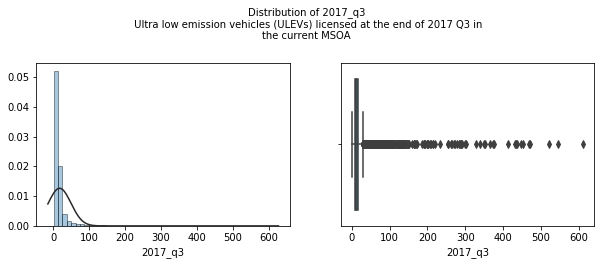 Distribution of 2017_q3
Ultra low emission vehicles (ULEVs) licensed at the end of 2017 Q3 in
the current MSOA
0.05
0.04
0.03
0.02
0.01
0.00
0 100 200 300 400 500 600
2017_q3
0 100 200 300 400 500 600
2017_q3